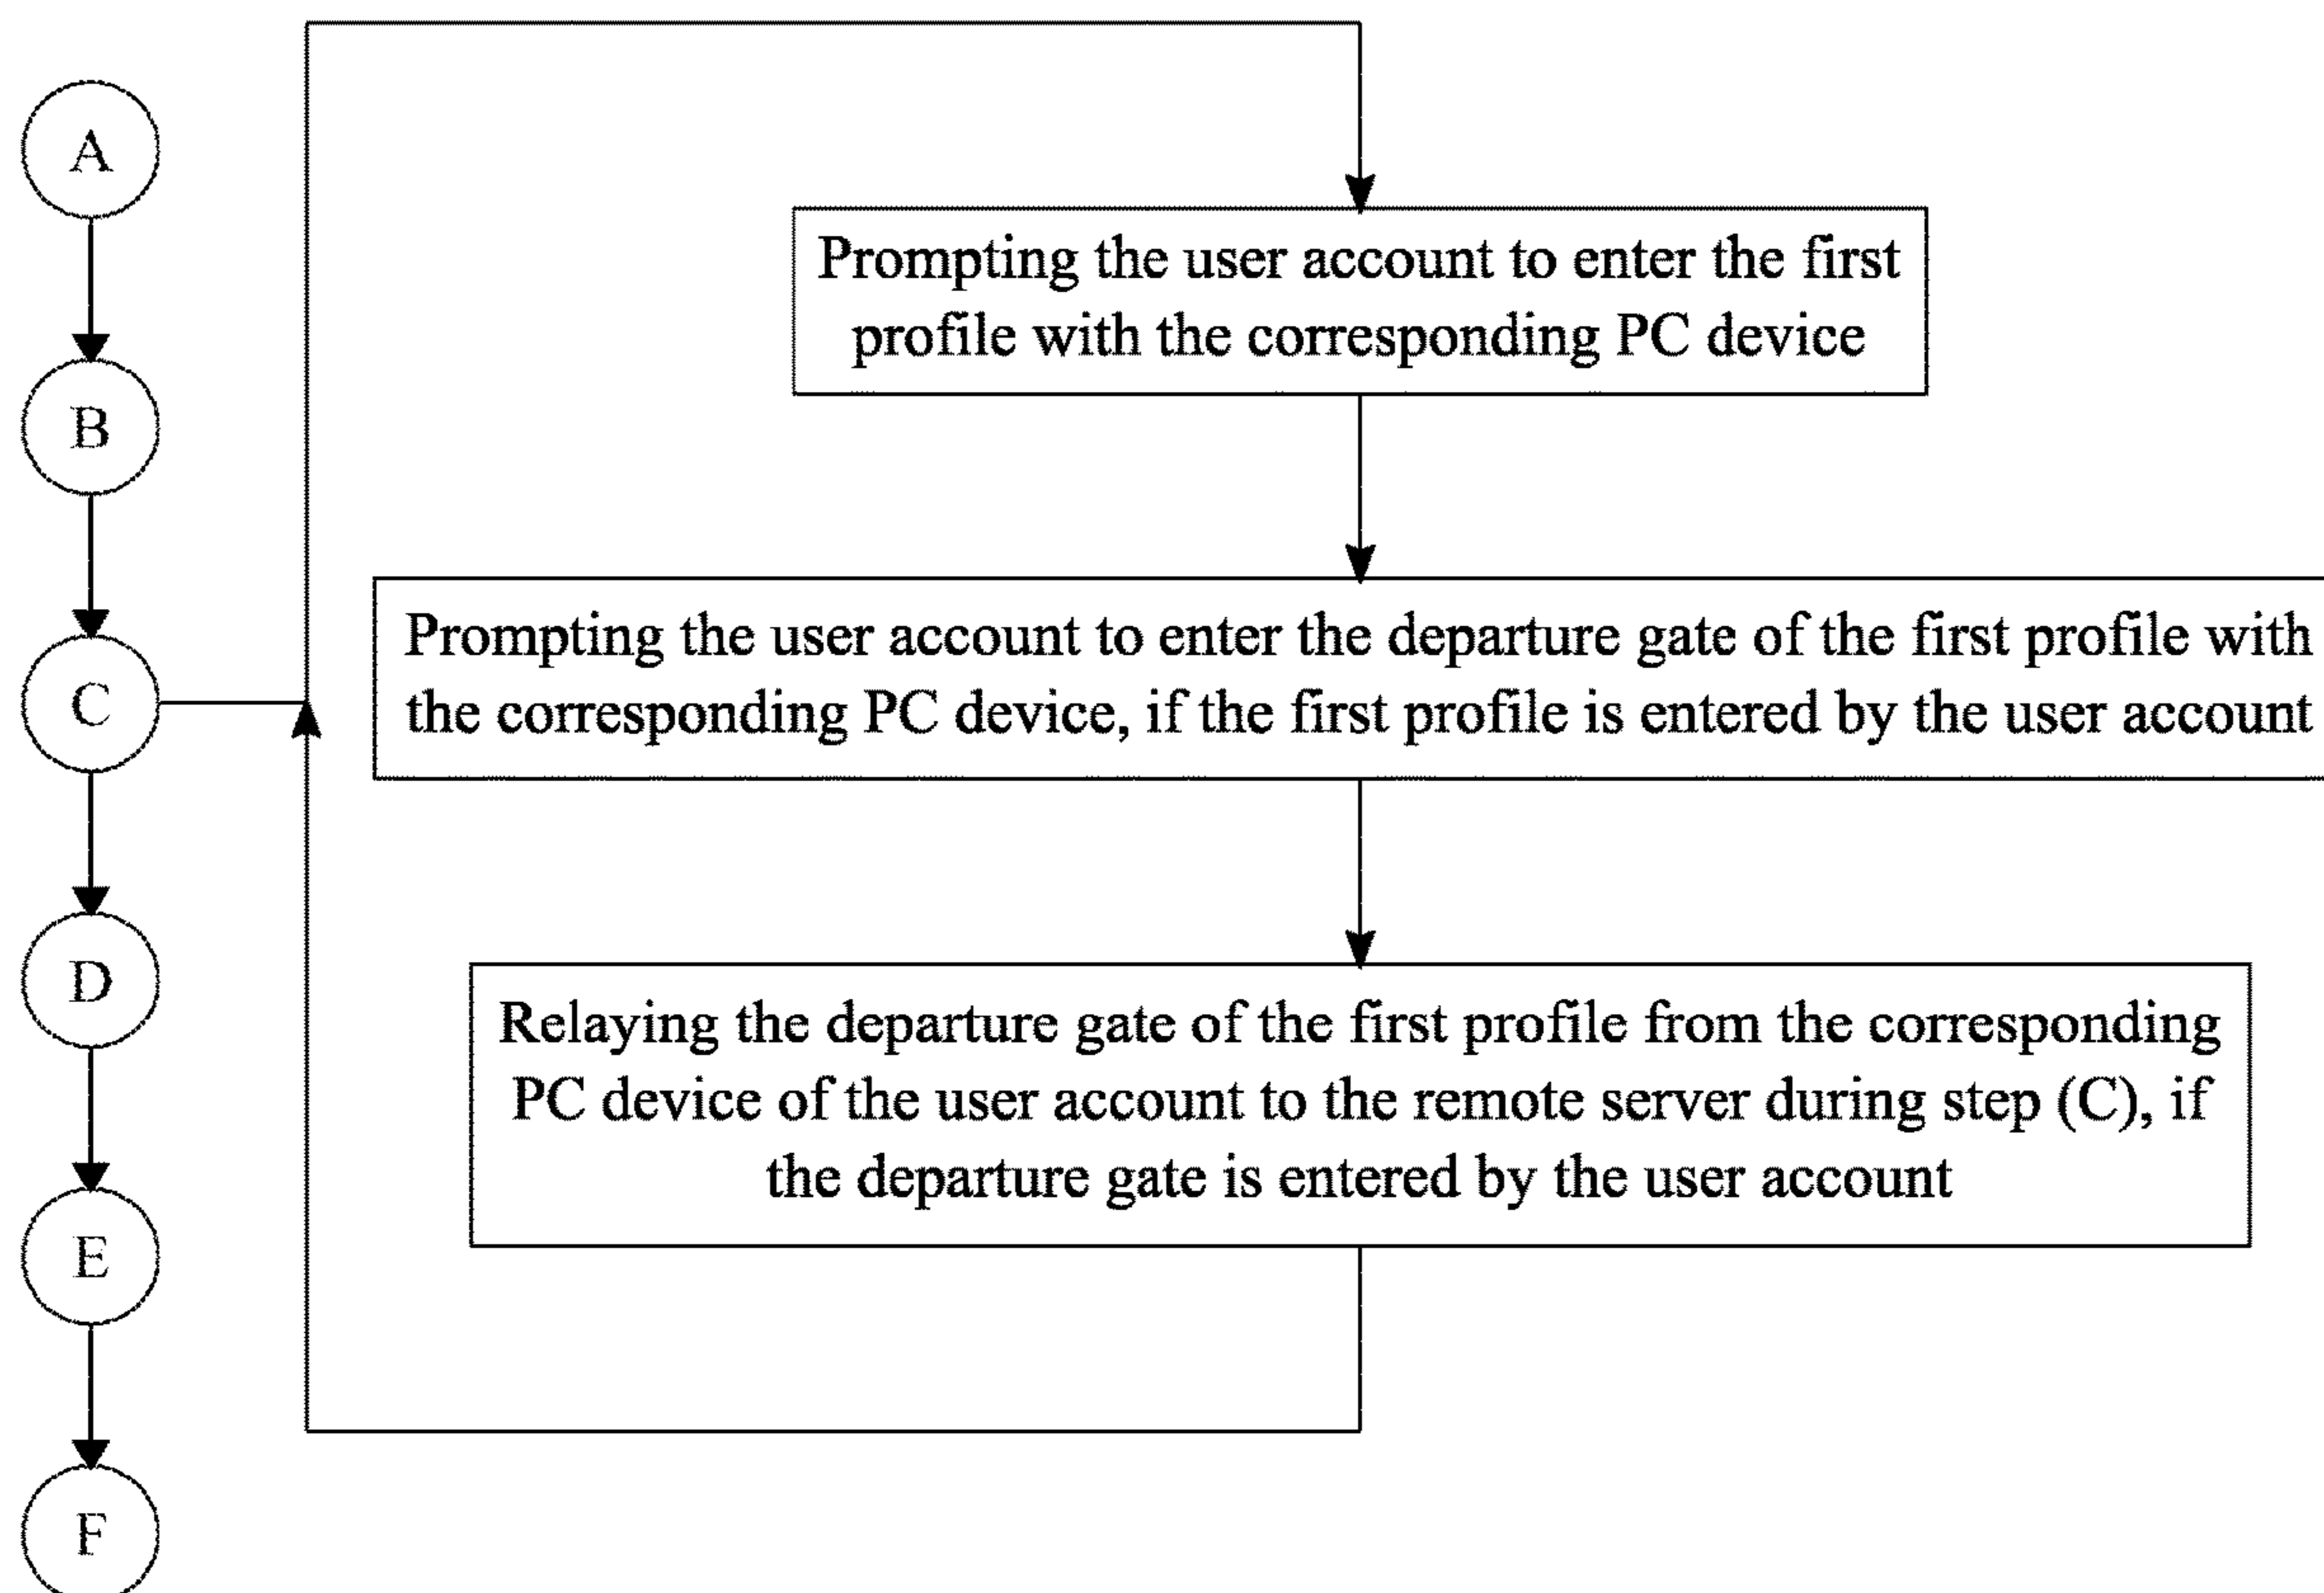 A
B
C
D
E
F
Prompting the user account to enter the first
profile with the corresponding PC device
Prompting the user account to enter the departure gate of the first profile with
the corresponding PC device, if the first profile is entered by the user account
Relaying the departure gate of the first profile from the corresponding
PC device of the user account to the remote server during step (C), if
the departure gate is entered by the user account